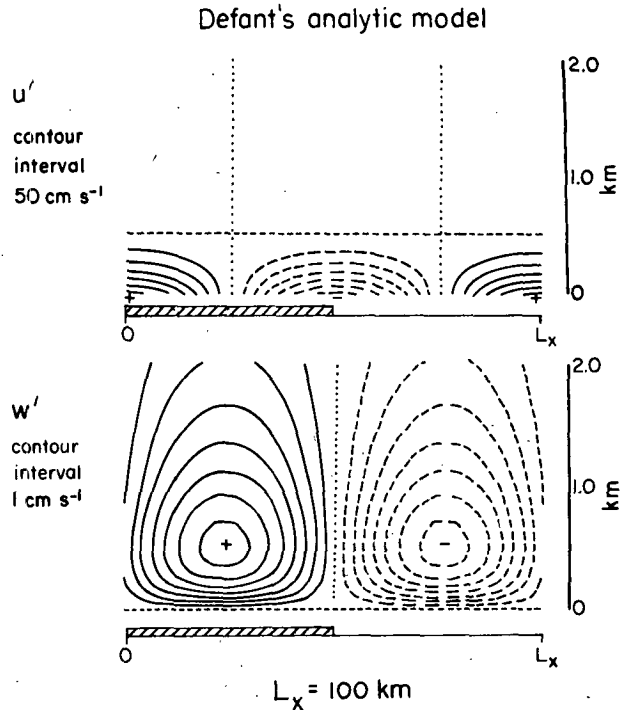 Defant's analytic model
u'
contour
interval
50 cm s⁻¹
2.0
1.0
km
0
+
–
+
0
Lₓ
w'
contour
interval
1 cm s⁻¹
2.0
1.0
km
0
+
–
0
Lₓ
Lₓ = 100 km